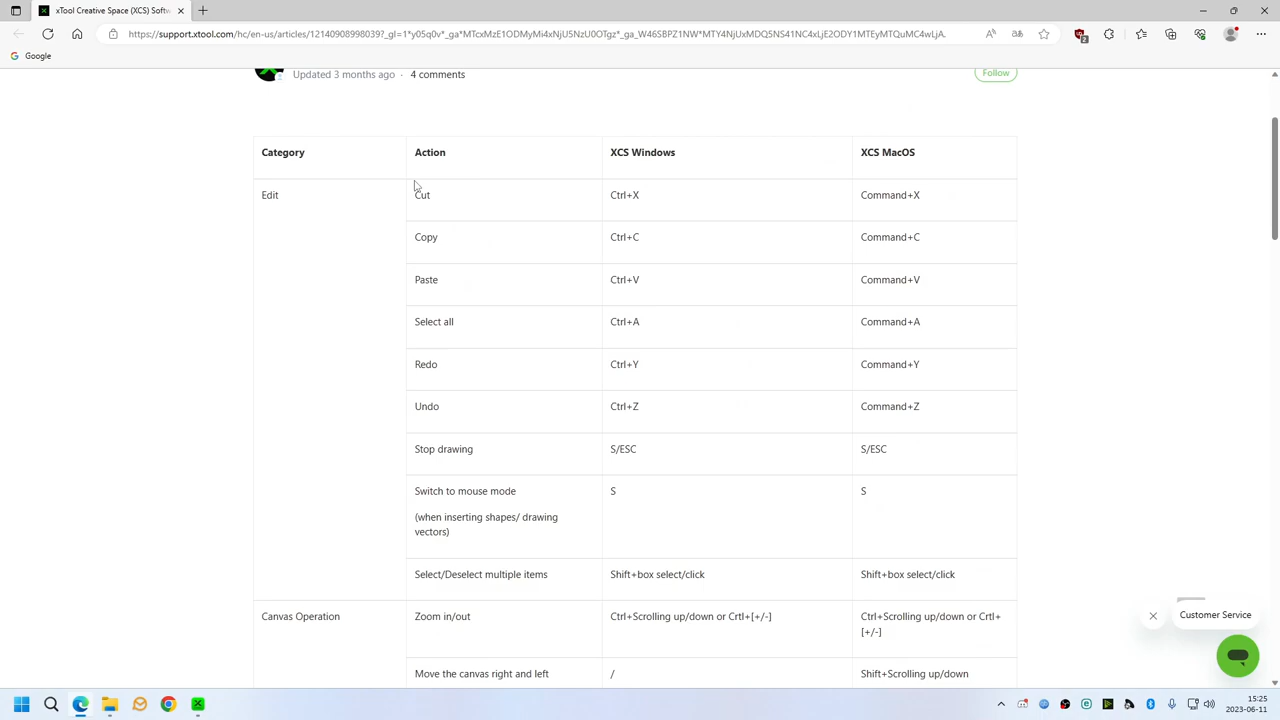 xTool Creative Space (XCS) Softw
https://support.xtool.com/hc/en-us/articles/12140908998039?_gl=1*y05q0v*_ga*MTcxMzE1ODMyMi4xNjU5NzU0OTgz*_ga_W46SBPZ1NW*MTY4NjUxMDQ5NS41NC4xLjE2ODY1MTEyMTQuMC4wLjA.
2
Google
Updated 3 months ago · 4 comments
Follow
Category Action XCS Windows XCS MacOS
Edit Cut Ctrl+X Command+X
Copy Ctrl+C Command+C
Paste Ctrl+V Command+V
Select all Ctrl+A Command+A
Redo Ctrl+Y Command+Y
Undo Ctrl+Z Command+Z
Stop drawing S/ESC S/ESC
Switch to mouse mode S S
(when inserting shapes/ drawing
vectors)
Select/Deselect multiple items Shift+box select/click Shift+box select/click
Customer Service
Canvas Operation Zoom in/out Ctrl+Scrolling up/down or Crtl+[+/-] Ctrl+Scrolling up/down or Crtl+
[+/-]
Move the canvas right and left / Shift+Scrolling up/down
15:25
2023-06-11